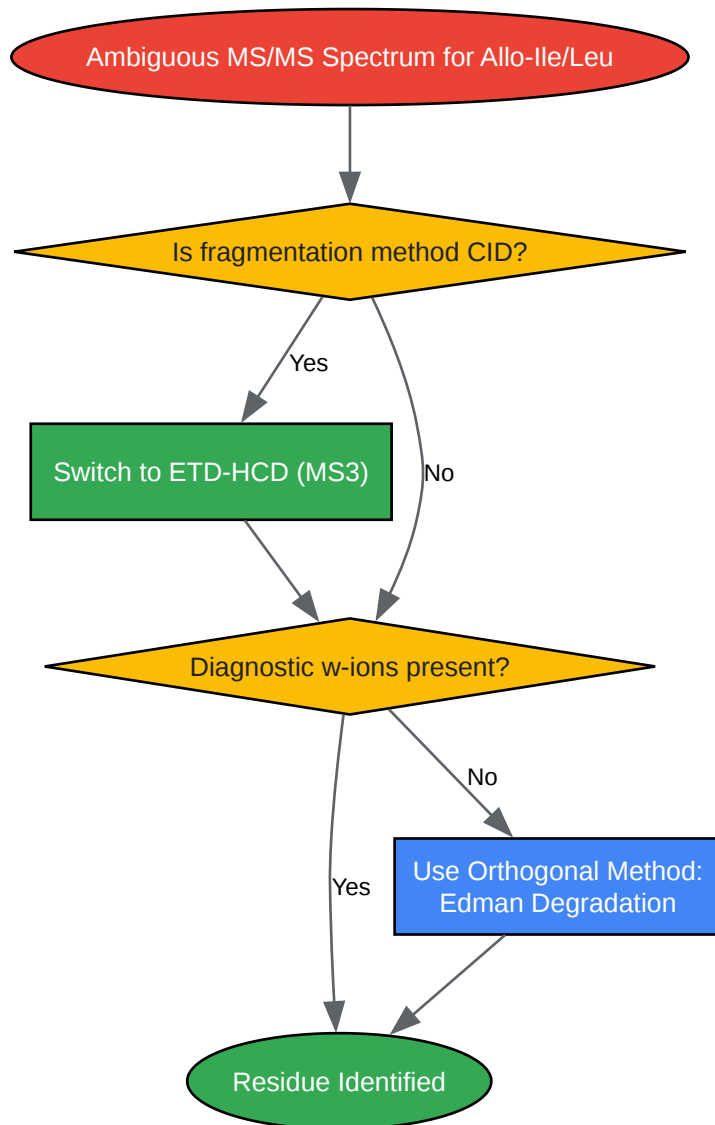 Ambiguous MS/MS Spectrum for Allo-Ile/Leu
Is fragmentation method CID?
Yes
Switch to ETD-HCD (MS3)
No
Diagnostic w-ions present?
No
Use Orthogonal Method:
Edman Degradation
Yes
Residue Identified